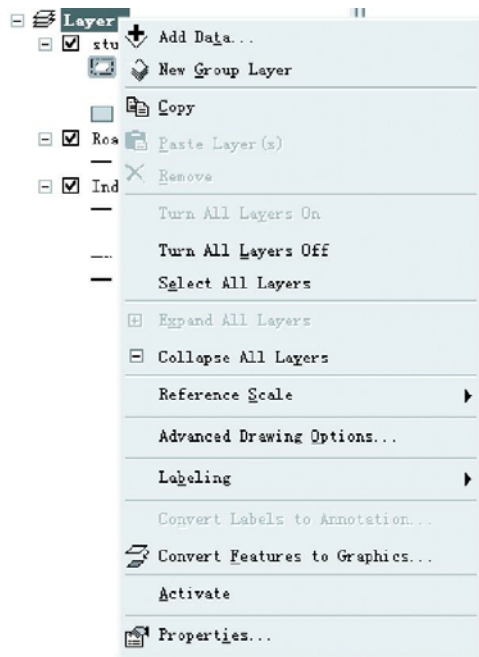 Layer
stu
Add Data...
New Group Layer
Copy
Roa
Paste Layer(s)
Remove
Ind
Turn All Layers On
Turn All Layers Off
Select All Layers
Expand All Layers
Collapse All Layers
Reference Scale
Advanced Drawing Options...
Labeling
Convert Labels to Annotation...
Convert Features to Graphics...
Activate
Properties...